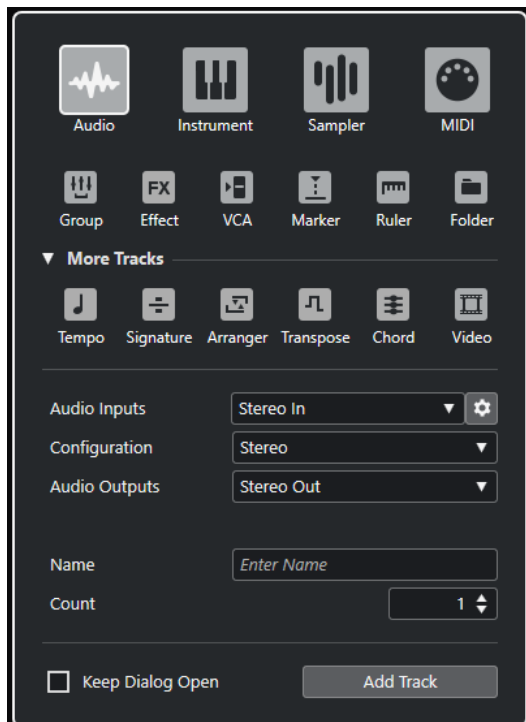 Audio Instrument Sampler MIDI
FX
Group Effect VCA Marker Ruler Folder
More Tracks
Tempo Signature Arranger Transpose Chord Video
Audio Inputs Stereo In
Configuration Stereo
Audio Outputs Stereo Out
Name Enter Name
Count 1
Keep Dialog Open Add Track